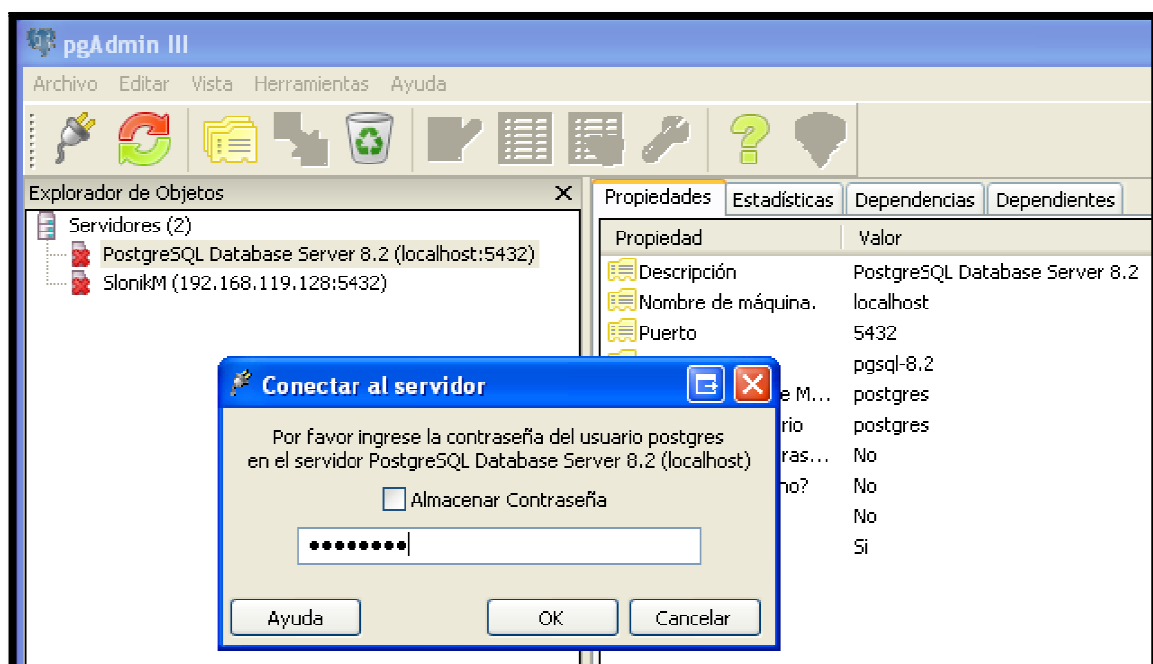 pgAdmin III
Archivo Editar Vista Herramientas Ayuda
Explorador de Objetos
Servidores (2)
PostgreSQL Database Server 8.2 (localhost:5432)
SlonikM (192.168.119.128:5432)
Propiedades Estadísticas Dependencias Dependientes
Propiedad Valor
Descripción PostgreSQL Database Server 8.2
Nombre de máquina. localhost
Puerto 5432
pgsql-8.2
e M... postgres
rio postgres
ras... No
no? No
No
Si
Conectar al servidor
Por favor ingrese la contraseña del usuario postgres
en el servidor PostgreSQL Database Server 8.2 (localhost)
Almacenar Contraseña
••••••••
Ayuda OK Cancelar